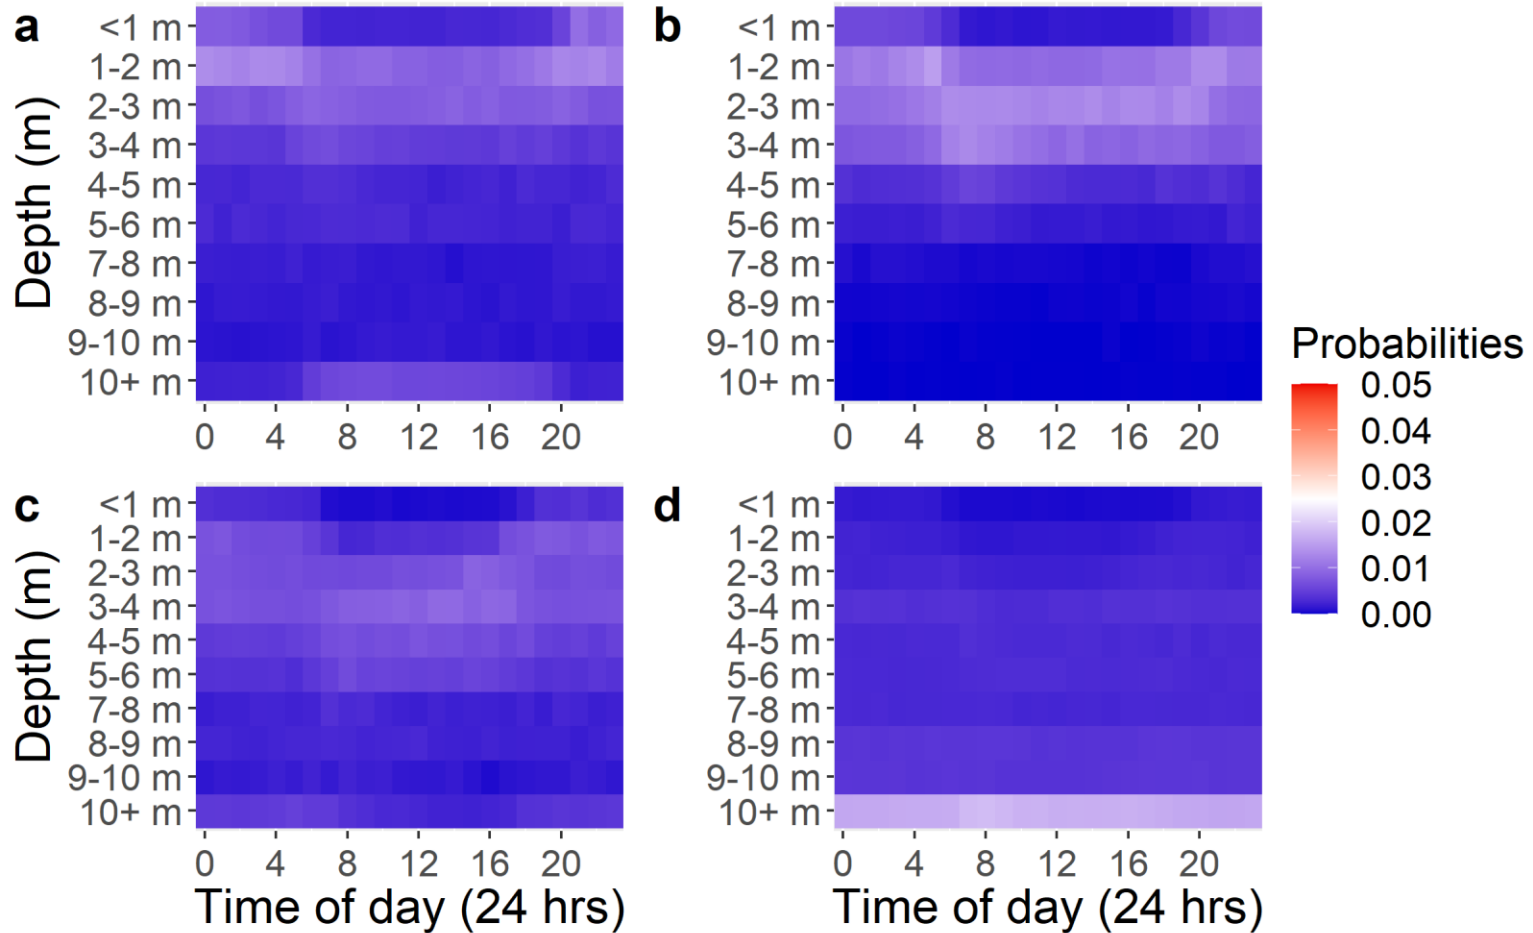 a
b
Depth (m)
<1 m
1-2 m
2-3 m
3-4 m
4-5 m
5-6 m
7-8 m
8-9 m
9-10 m
10+ m
0 4 8 12 16 20
<1 m
1-2 m
2-3 m
3-4 m
4-5 m
5-6 m
7-8 m
8-9 m
9-10 m
10+ m
0 4 8 12 16 20
Probabilities
0.05
0.04
0.03
0.02
0.01
0.00
c
d
Depth (m)
<1 m
1-2 m
2-3 m
3-4 m
4-5 m
5-6 m
7-8 m
8-9 m
9-10 m
10+ m
0 4 8 12 16 20
Time of day (24 hrs)
<1 m
1-2 m
2-3 m
3-4 m
4-5 m
5-6 m
7-8 m
8-9 m
9-10 m
10+ m
0 4 8 12 16 20
Time of day (24 hrs)